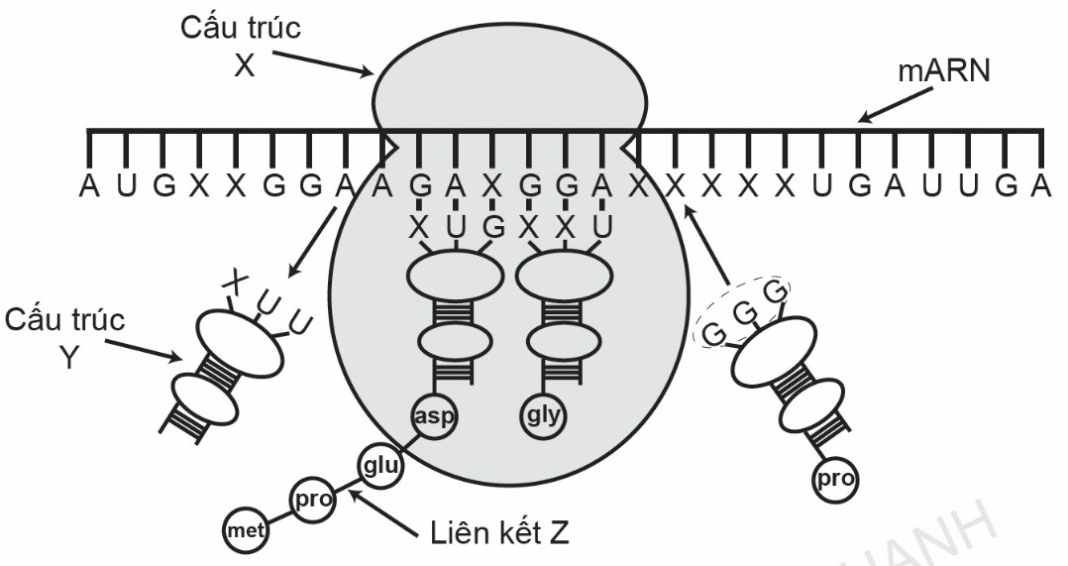 Cấu trúc
X
mARN
A U G X X G G A A G A X G G A X X X X X U G A U U G A
X U G X X U
X U U
G G G
Cấu trúc
Y
asp
gly
glu
pro
met
pro
Liên kết Z